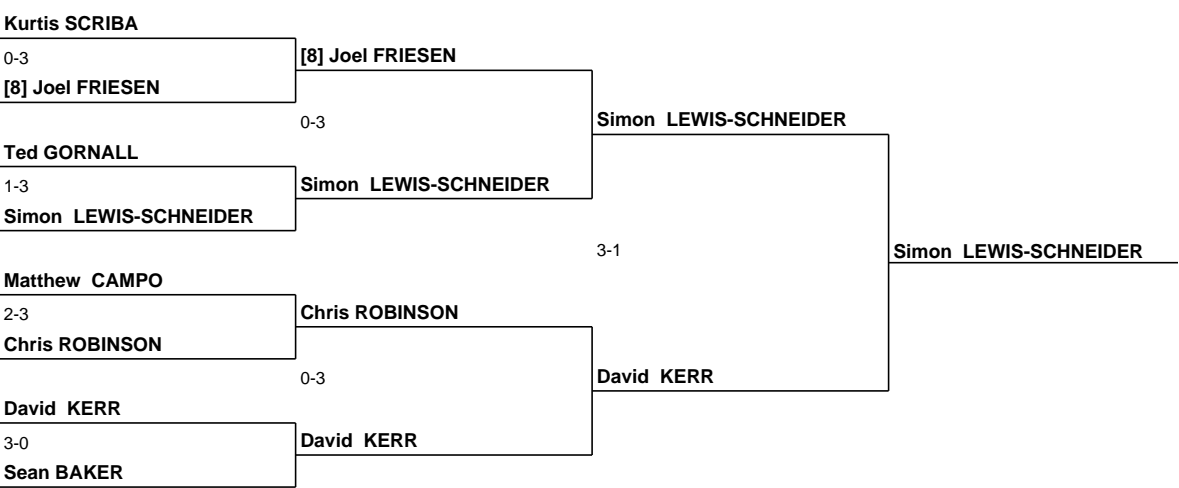 Kurtis SCRIBA
0-3
[8] Joel FRIESEN
[8] Joel FRIESEN
0-3
Simon LEWIS-SCHNEIDER
Ted GORNALL
1-3
Simon LEWIS-SCHNEIDER
Simon LEWIS-SCHNEIDER
3-1
Simon LEWIS-SCHNEIDER
Matthew CAMPO
2-3
Chris ROBINSON
Chris ROBINSON
0-3
David KERR
David KERR
3-0
David KERR
Sean BAKER